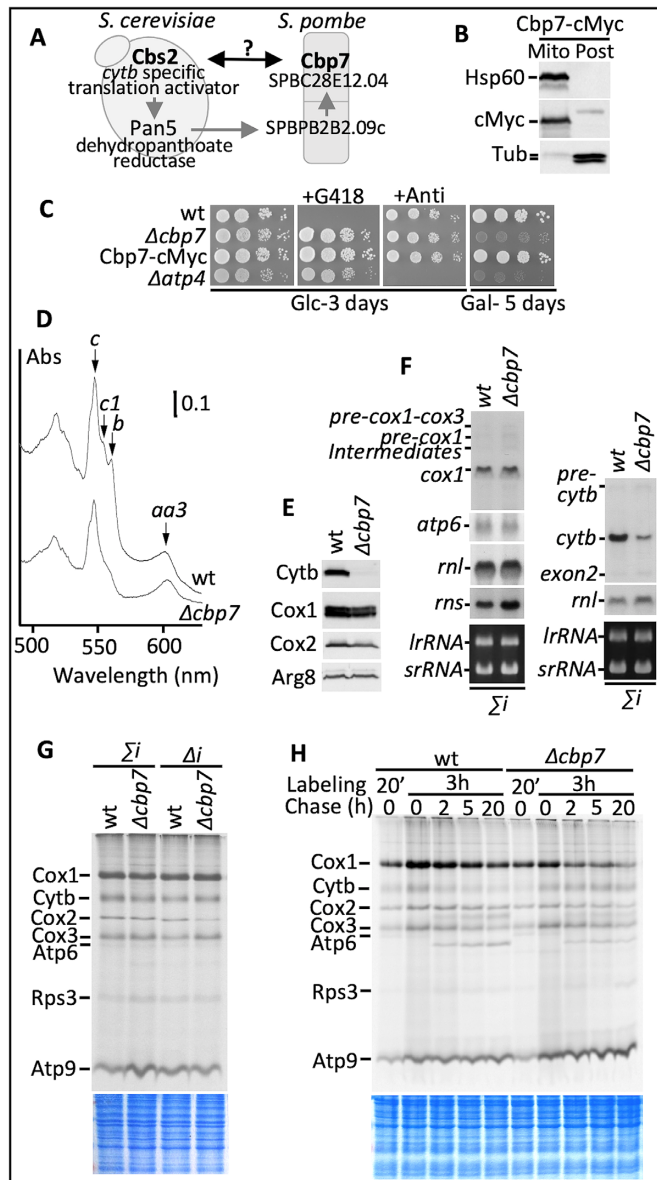 A
S. cerevisiae
S. pombe
Cbs2
?
Cbp7
cytb specific
translation activator
SPBC28E12.04
Pan5
dehydropanthoate
reductase
SPBPB2B2.09c
B
Cbp7-cMyc
Mito Post
Hsp60
cMyc
Tub
C
+G418
+Anti
wt
Δcbp7
Cbp7-cMyc
Δatp4
Glc-3 days
Gal- 5 days
D
Abs
c
c1
b
0.1
aa3
wt
Δcbp7
500 550 600
Wavelength (nm)
E
wt
Δcbp7
Cytb
Cox1
Cox2
Arg8
F
wt
Δcbp7
pre-cox1-cox3
pre-cox1
Intermediates
cox1
atp6
rnl
rns
lrRNA
srRNA
∑i
wt
Δcbp7
pre-
cytb
cytb
exon2
rnl
lrRNA
srRNA
∑i
G
∑i Δi
wt
Δcbp7
wt
Δcbp7
Cox1
Cytb
Cox2
Cox3
Atp6
Rps3
Atp9
H
wt Δcbp7
Labeling 20’ 3h 20’ 3h
Chase (h) 0 0 2 5 20 0 0 2 5 20
Cox1
Cytb
Cox2
Cox3
Atp6
Rps3
Atp9